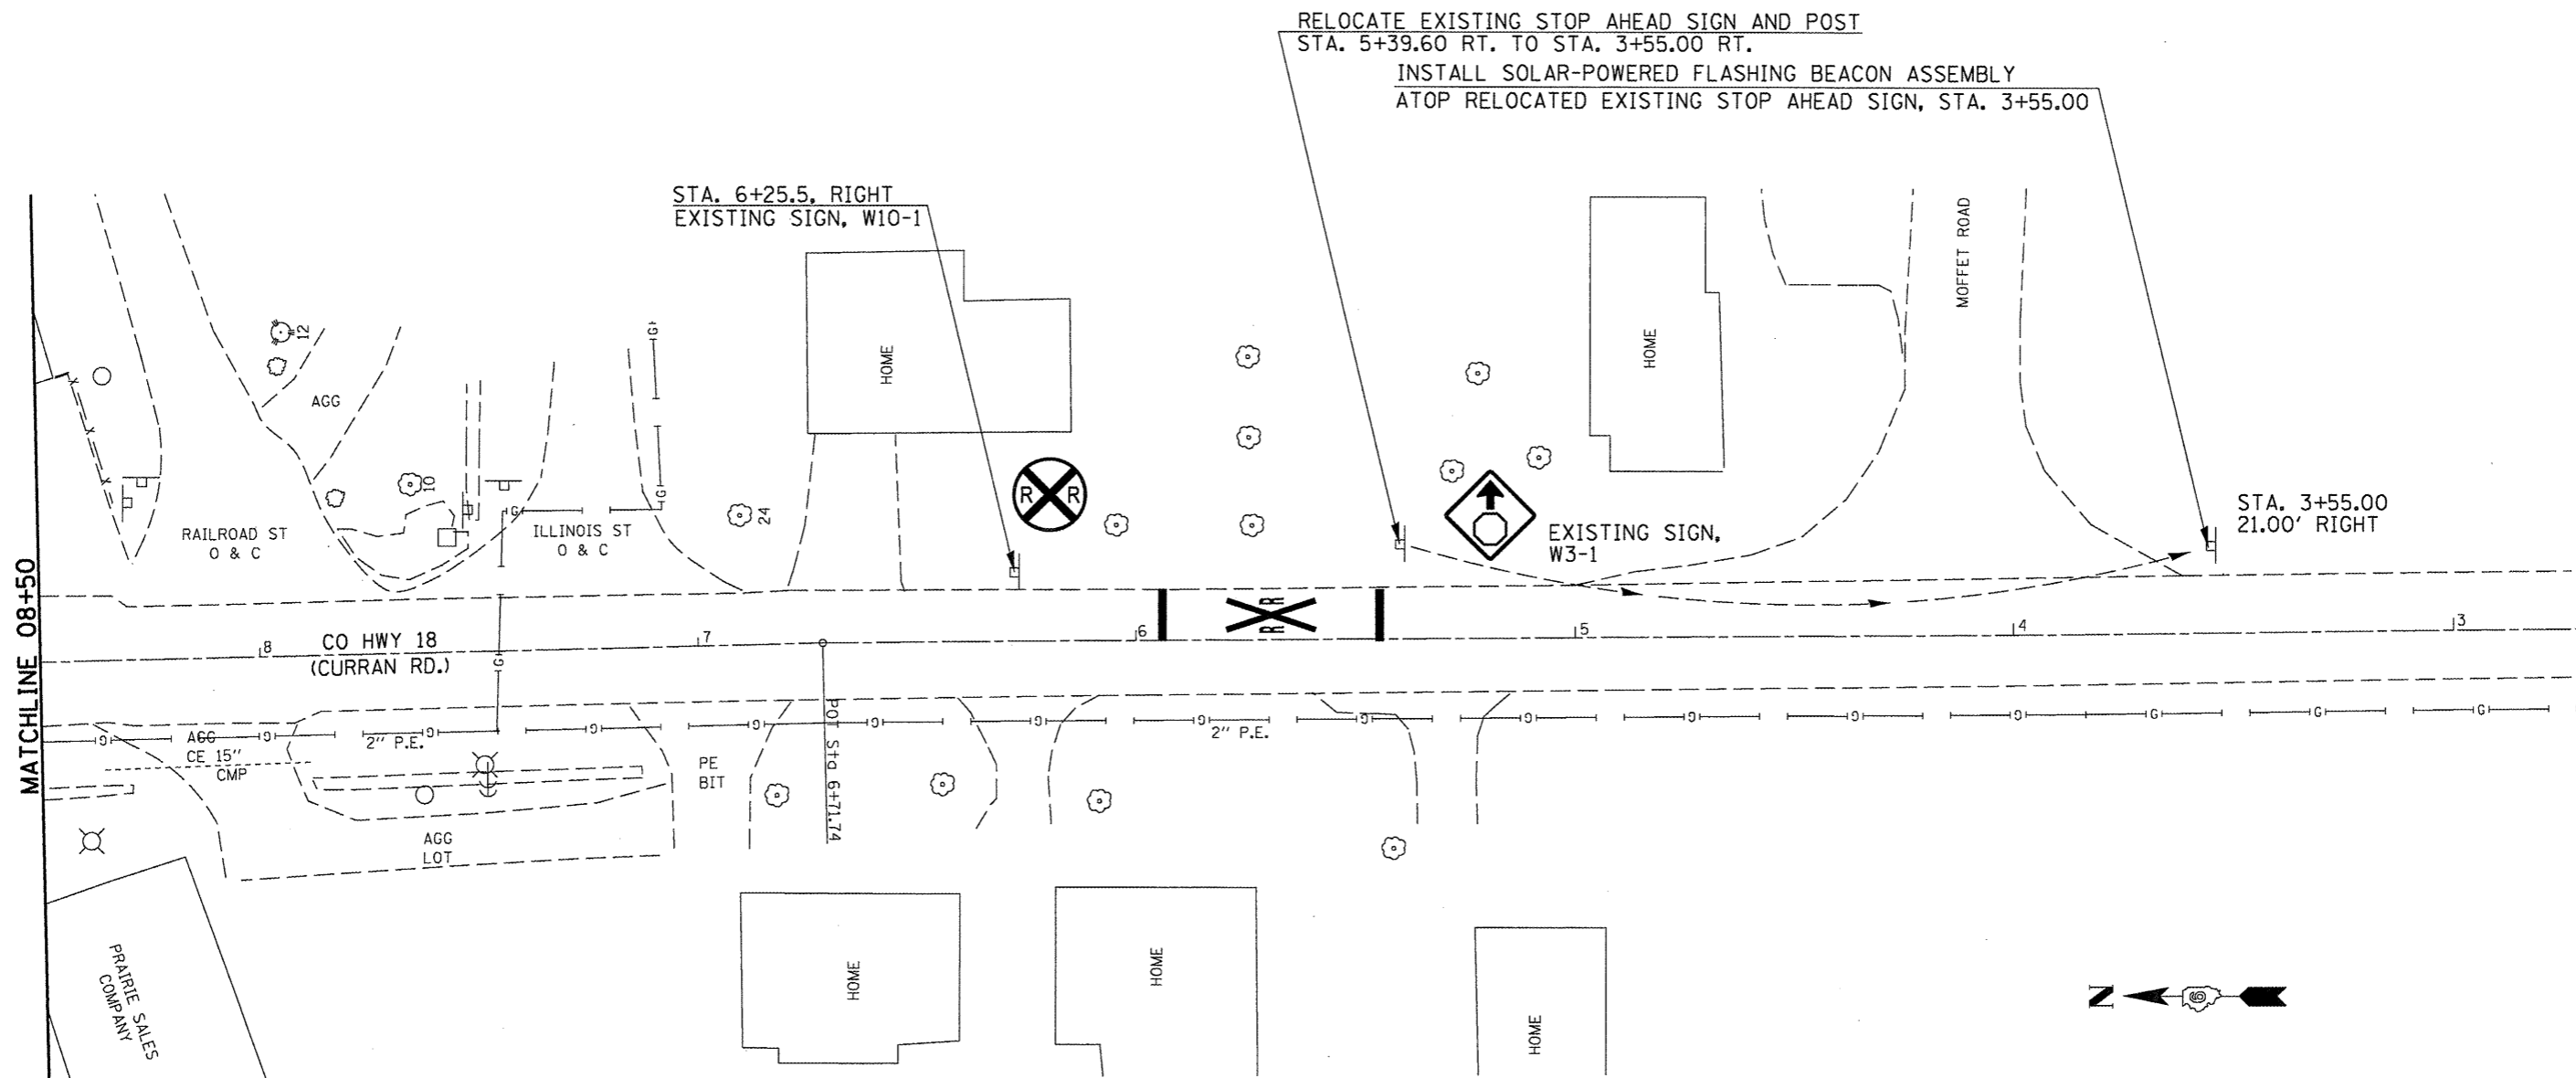 RELOCATE EXISTING STOP AHEAD SIGN AND POST
STA. 5+39.60 RT. TO STA. 3+55.00 RT.
INSTALL SOLAR-POWERED FLASHING BEACON ASSEMBLY
ATOP RELOCATED EXISTING STOP AHEAD SIGN, STA. 3+55.00
STA. 6+25.5, RIGHT
EXISTING SIGN, W10-1
MOFFET ROAD
HOME
HOME
12
AGG
10
24
R R
G
G
G
RAILROAD ST
O & C
ILLINOIS ST
O & C
EXISTING SIGN,
W3-1
STA. 3+55.00
21.00' RIGHT
MATCHLINE 08+50
R R
8
7
6
5
4
3
CO HWY 18
(CURRAN RD.)
G
POT Sta 6+71.74
G AGG G G G G G G G G G G G G G G G
2" P.E.
2" P.E.
CE 15"
CMP
PE
BIT
AGG
LOT
PRAIRIE SALES
COMPANY
HOME
HOME
HOME
N
6